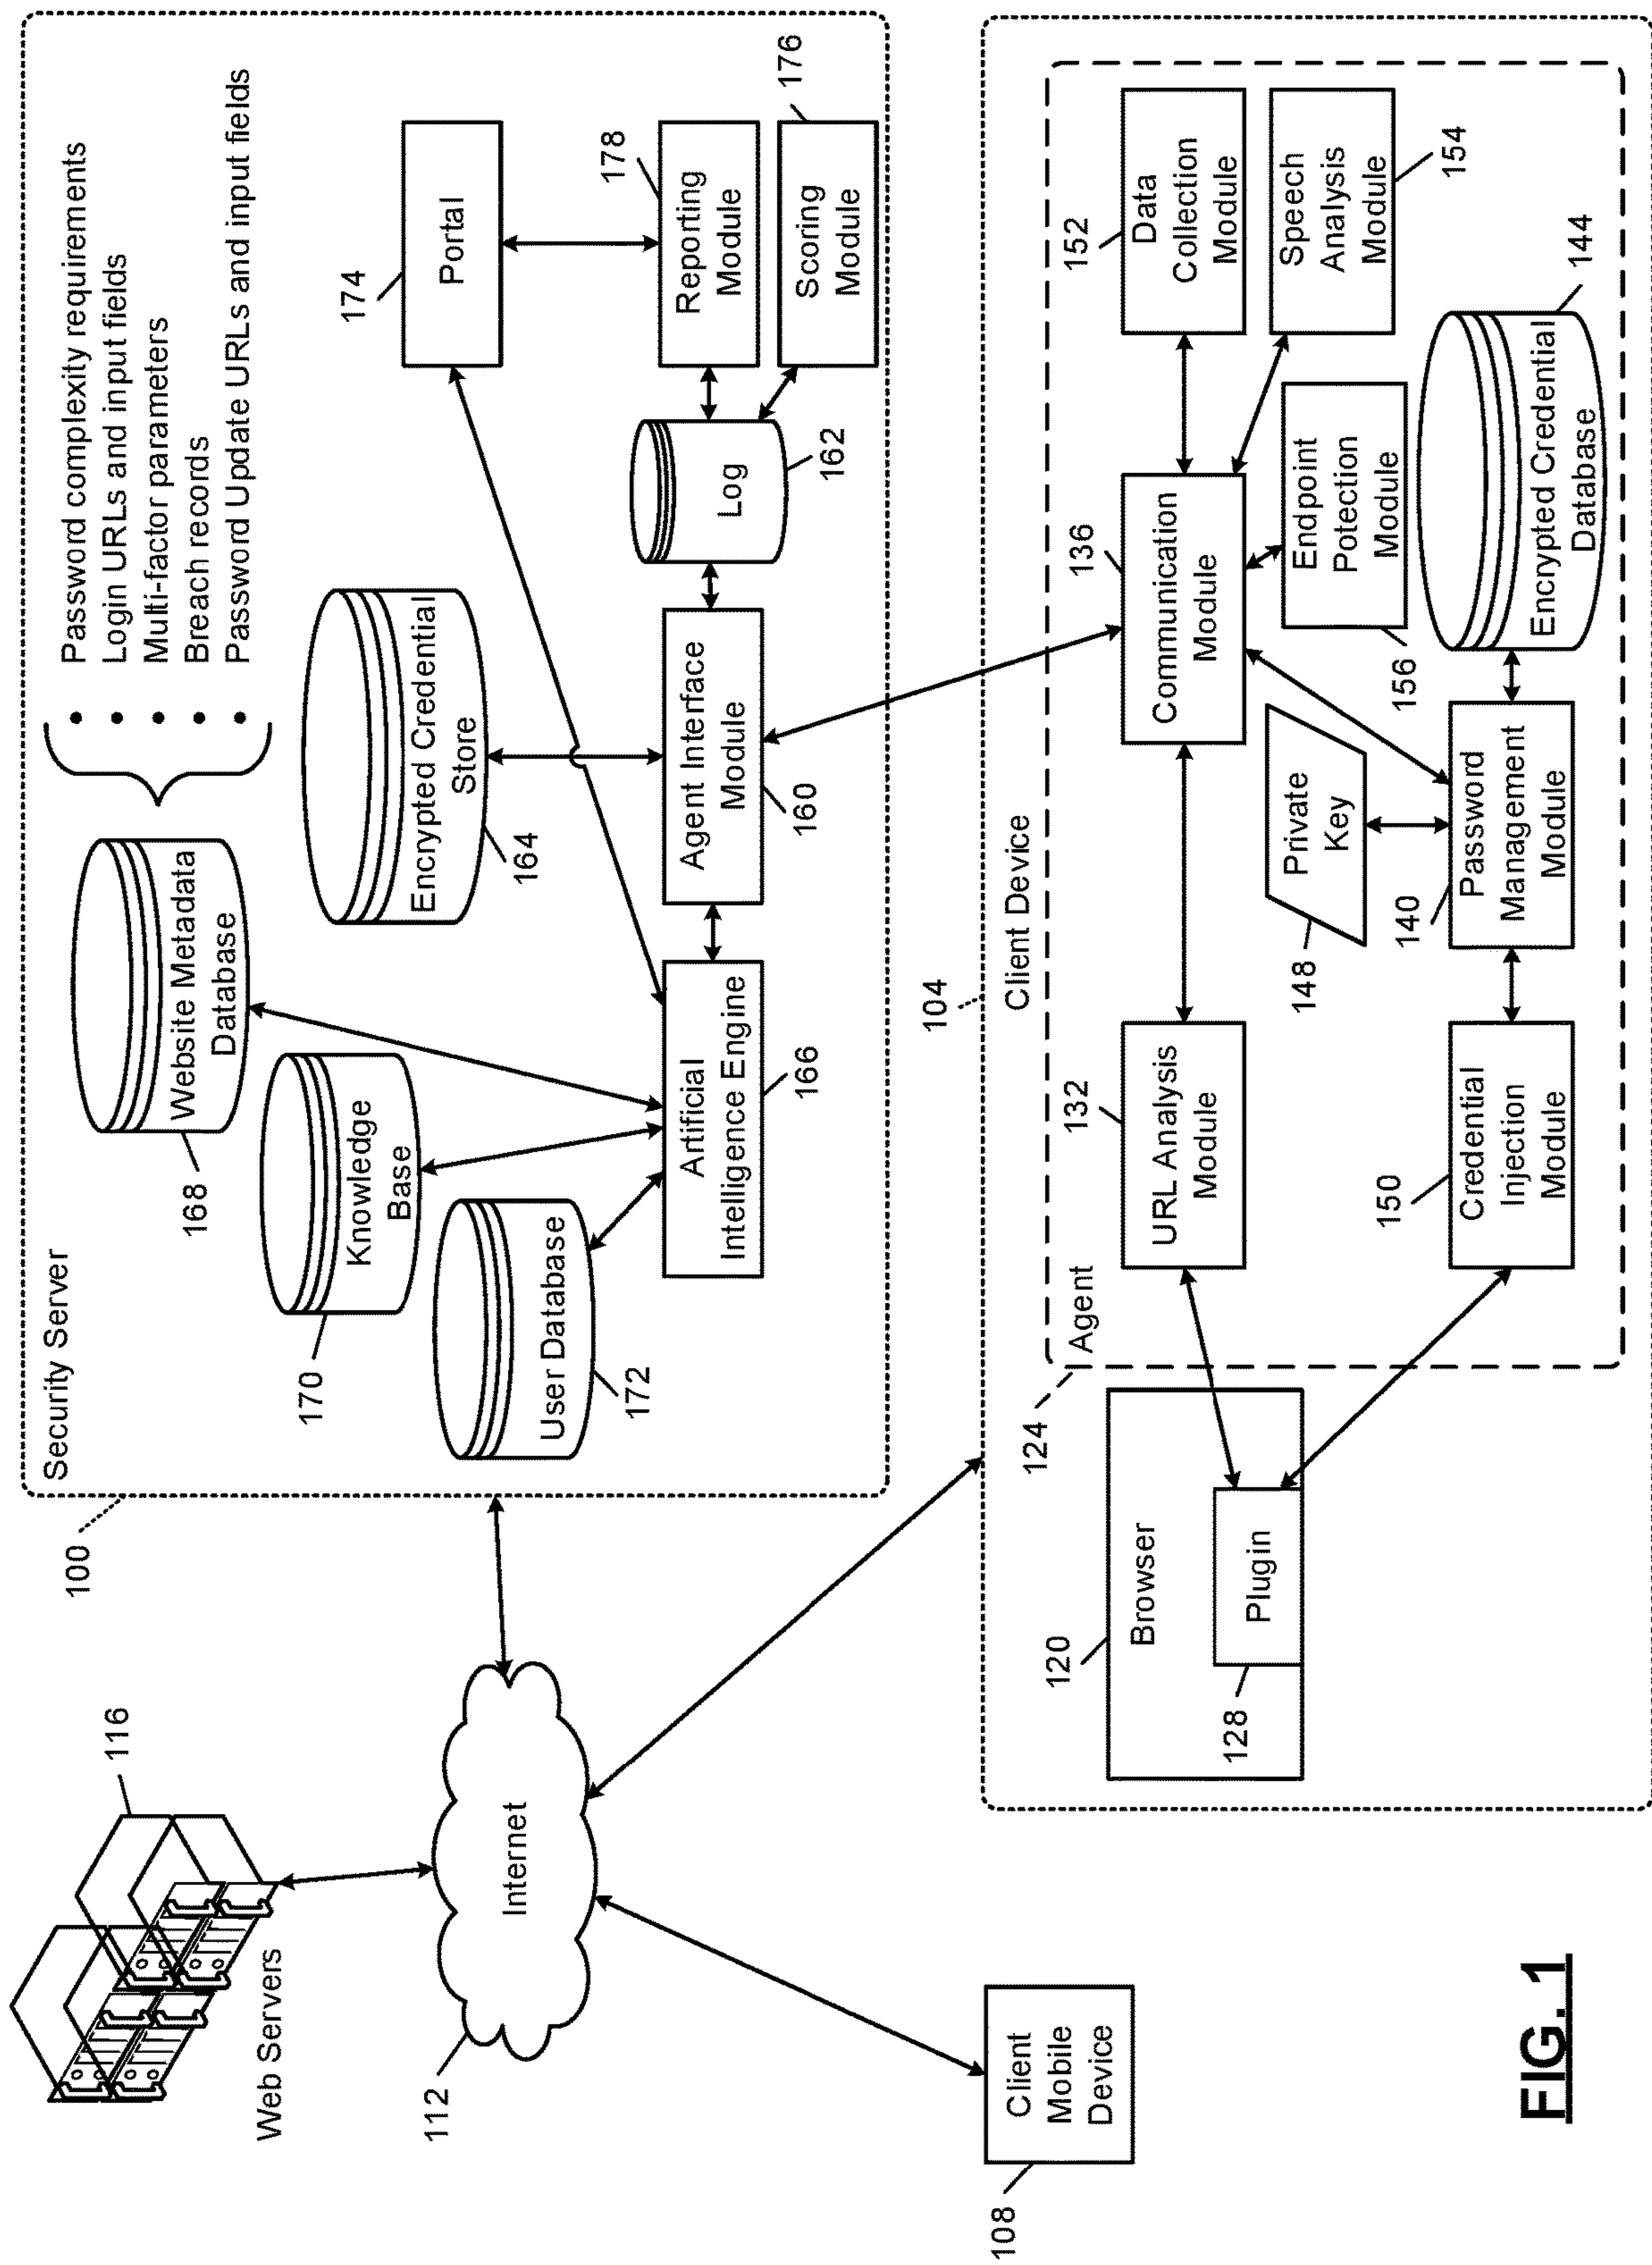 Security Server
100
Password complexity requirements
Login URLs and input fields
Multi-factor parameters
Breach records
Password Update URLs and input fields
Website Metadata
Database
168
Knowledge
Base
170
User Database
172
Encrypted Credential
Store
164
Artificial
Intelligence Engine
166
Agent Interface
Module
160
Log
162
Portal
174
Reporting
Module
178
Scoring
Module
176
116
Web Servers
Internet
112
Client
Mobile
Device
108
104
Client Device
Browser
120
Plugin
128
124
Agent
132
URL Analysis
Module
136
Communication
Module
152
Data
Collection
Module
Speech
Analysis
Module
154
Endpoint
Potection
Module
156
Private
Key
148
150
Credential
Injection
Module
140
Password
Management
Module
Encrypted Credential
Database
144
FIG. 1